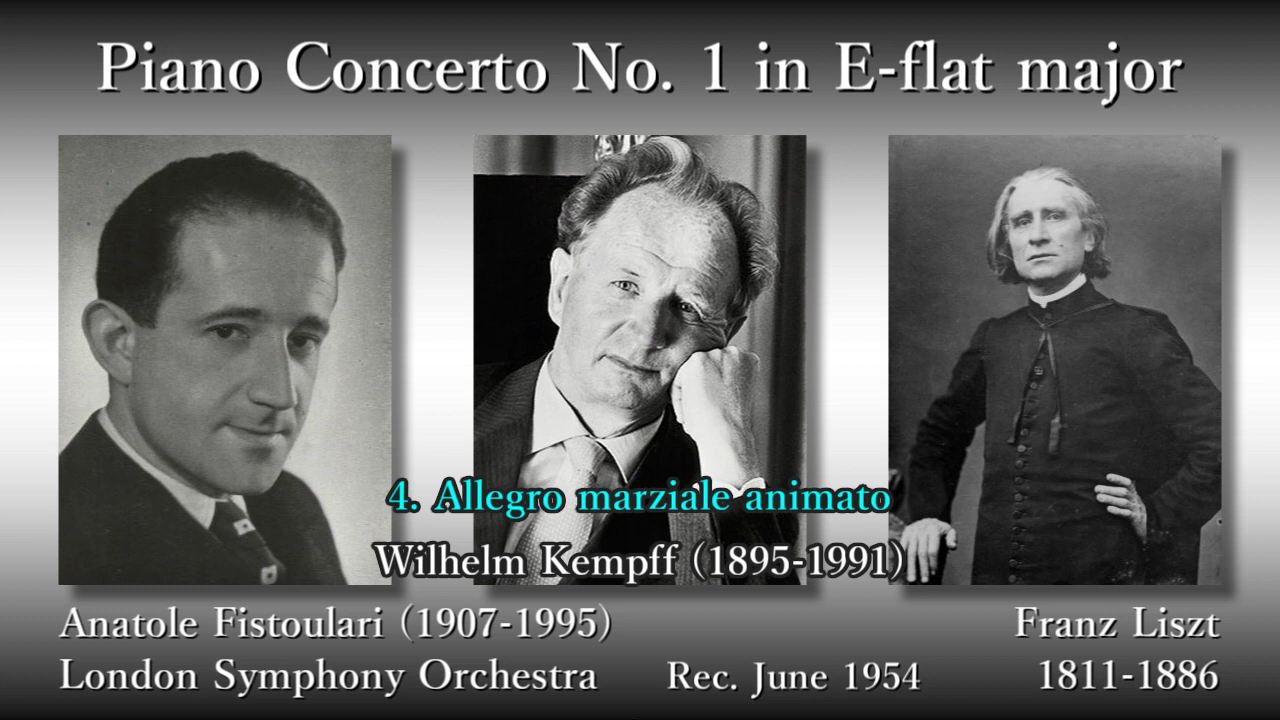 Piano Concerto No. 1 in E-flat major
4. Allegro marziale animato
Wilhelm Kempff (1895-1991)
Anatole Fistoulari (1907-1995)
London Symphony Orchestra
Rec. June 1954
Franz Liszt
1811-1886